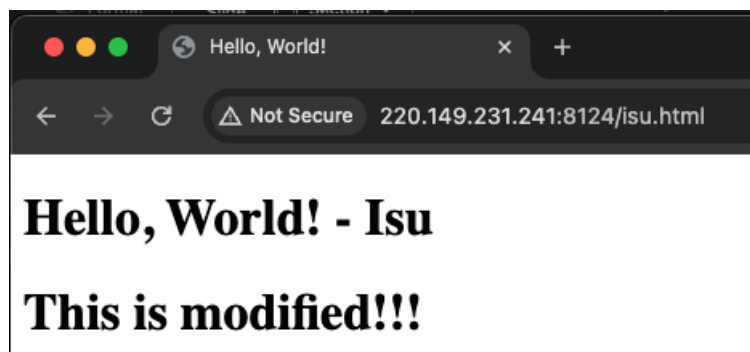 Hello, World!
Not Secure 220.149.231.241:8124/isu.html
Hello, World! - Isu
This is modified!!!